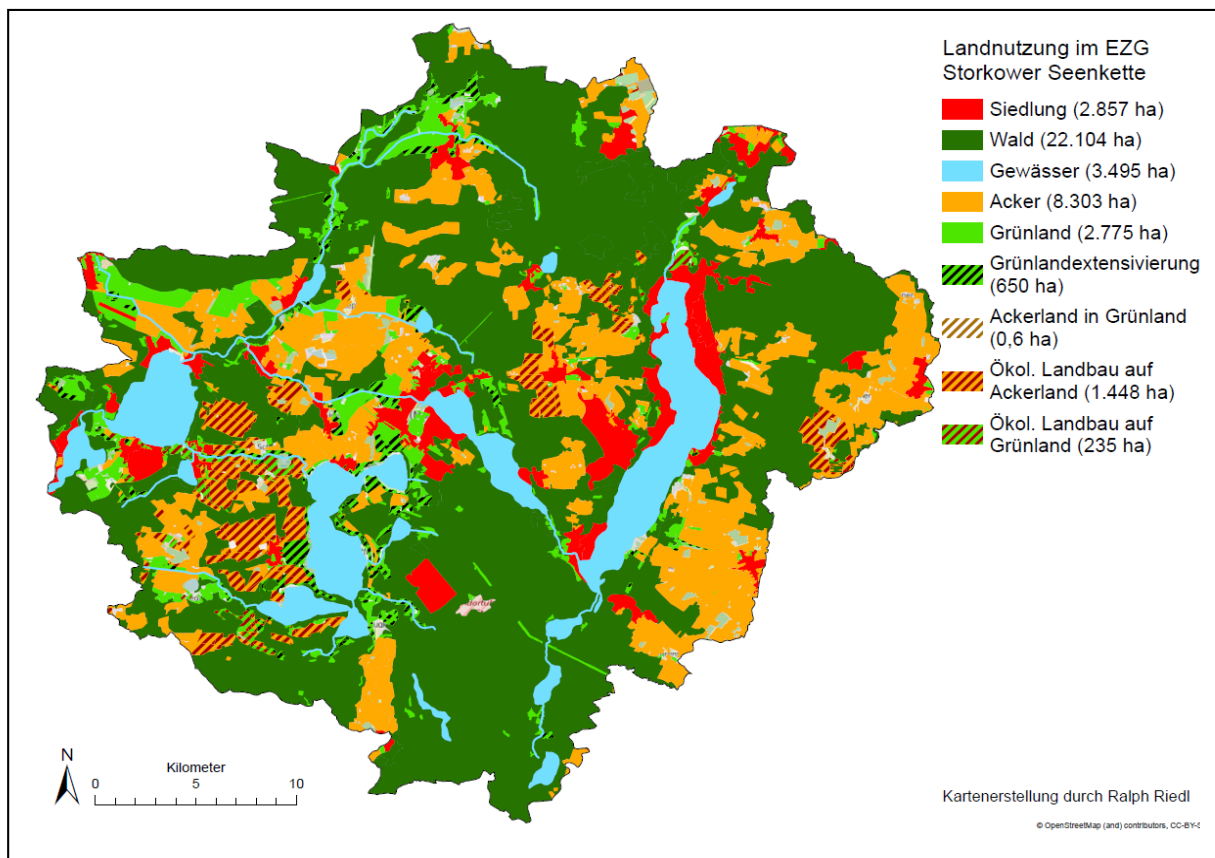 Landnutzung im EZG
Storkower Seenkette
Siedlung (2.857 ha)
Wald (22.104 ha)
Gewässer (3.495 ha)
Acker (8.303 ha)
Grünland (2.775 ha)
Grünlandextensivierung
(650 ha)
Ackerland in Grünland
(0,6 ha)
Ökol. Landbau auf
Ackerland (1.448 ha)
Ökol. Landbau auf
Grünland (235 ha)
N
Kilometer
0 5 10
Kartenerstellung durch Ralph Riedl
© OpenStreetMap (and) contributors, CC-BY-S